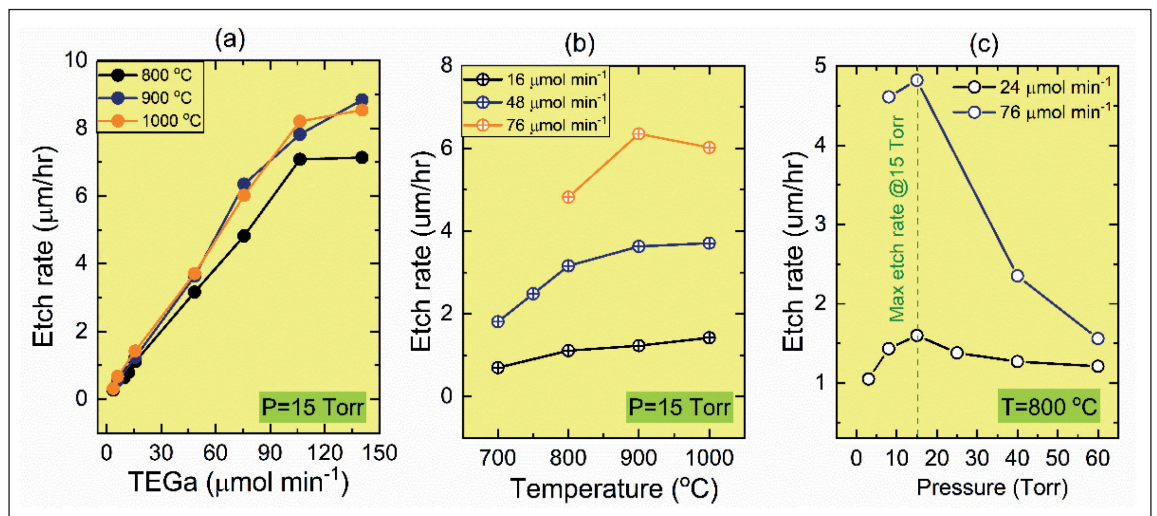 (a)
10
8
6
4
2
0
Etch rate (μm/hr)
800 °C
900 °C
1000 °C
P=15 Torr
0 30 60 90 120 150
TEGa (μmol min⁻¹)
(b)
8
6
4
2
0
Etch rate (um/hr)
16 μmol min⁻¹
48 μmol min⁻¹
76 μmol min⁻¹
P=15 Torr
700 800 900 1000
Temperature (°C)
(c)
5
4
3
2
1
Etch rate (um/hr)
24 μmol min⁻¹
76 μmol min⁻¹
Max etch rate @15 Torr
T=800 °C
0 10 20 30 40 50 60
Pressure (Torr)